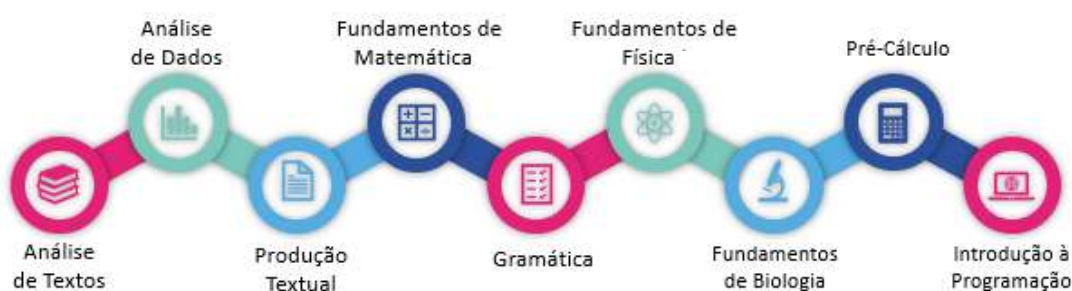 Análise
de Dados
Fundamentos de
Matemática
Fundamentos de
Física
Pré-Cálculo
Análise
de Textos
Produção
Textual
Gramática
Fundamentos
de Biologia
Introdução à
Programação